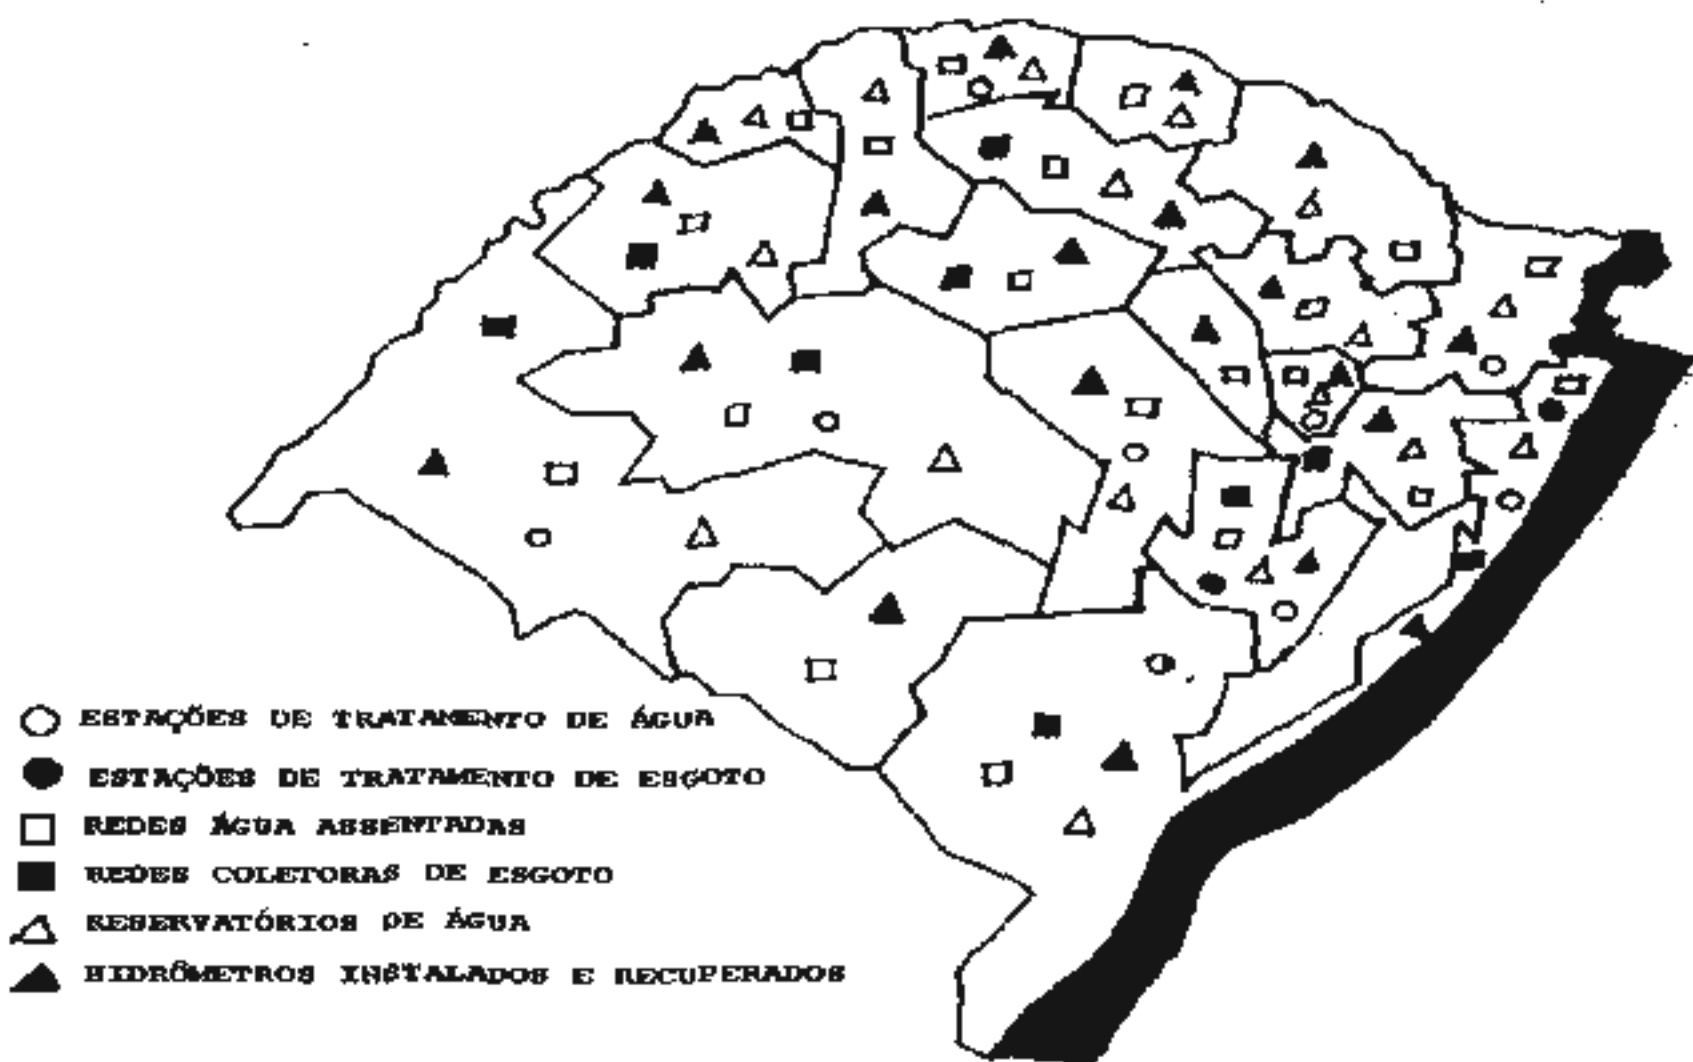 ESTAÇÕES DE TRATAMENTO DE ÁGUA
ESTAÇÕES DE TRATAMENTO DE ESGOTO
REDES ÁGUA ASSENTADAS
REDES COLETORAS DE ESGOTO
RESERVATÓRIOS DE ÁGUA
HIDRÔMETROS INSTALADOS E RECUPERADOS